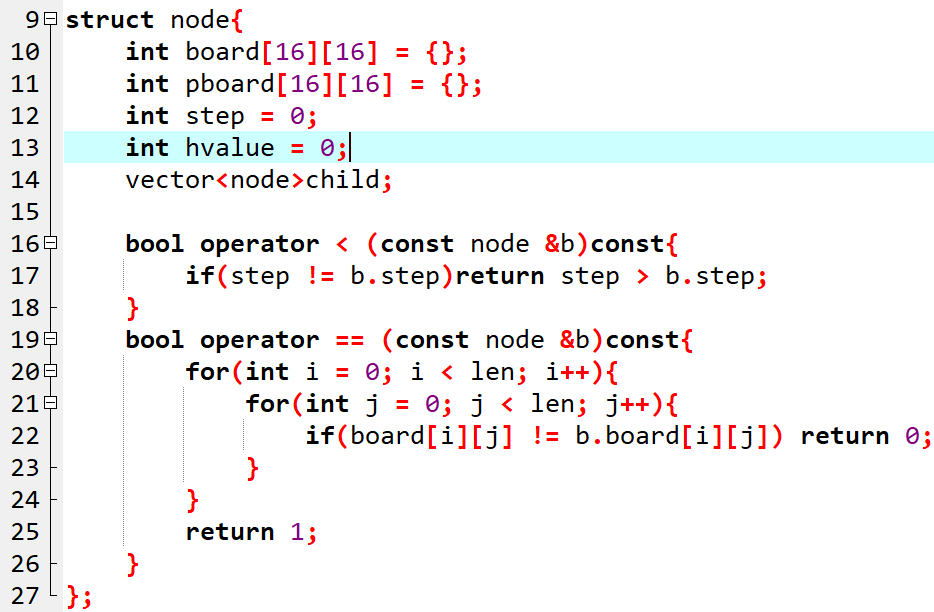 9 struct node{
10     int board[16][16] = {};
11     int pboard[16][16] = {};
12     int step = 0;
13     int hvalue = 0;
14     vector<node>child;
15
16     bool operator < (const node &b)const{
17         if(step != b.step)return step > b.step;
18     }
19     bool operator == (const node &b)const{
20         for(int i = 0; i < len; i++){
21             for(int j = 0; j < len; j++){
22                 if(board[i][j] != b.board[i][j]) return 0;
23             }
24         }
25         return 1;
26     }
27 };